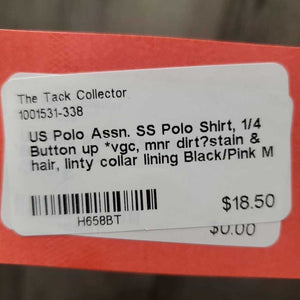 The Tack Collector
1001531-338
US Polo Assn. SS Polo Shirt, 1/4
Button up *vgc, mnr dirt?stain &
hair, linty collar lining Black/Pink M
H658BT
$18.50
$0.00